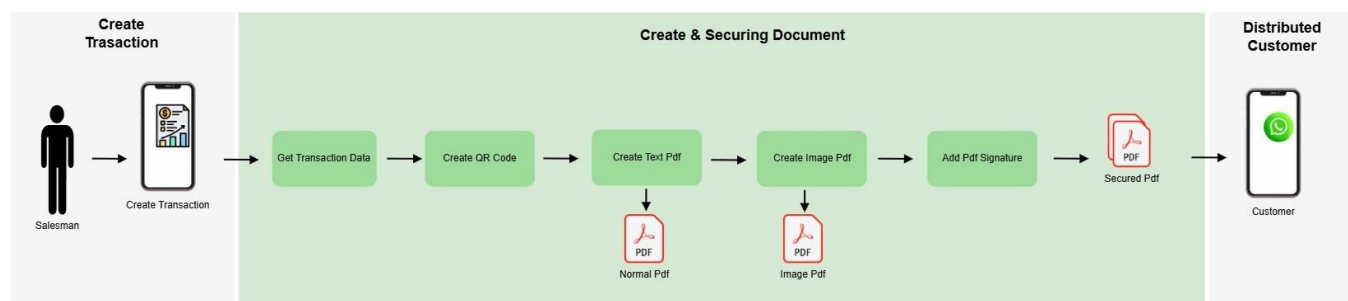 Create
Trasaction
Create & Securing Document
Distributed
Customer
Get Transaction Data
Create QR Code
Create Text Pdf
Create Image Pdf
Add Pdf Signature
PDF
Secured Pdf
Create Transaction
Salesman
PDF
Normal Pdf
PDF
Image Pdf
Customer